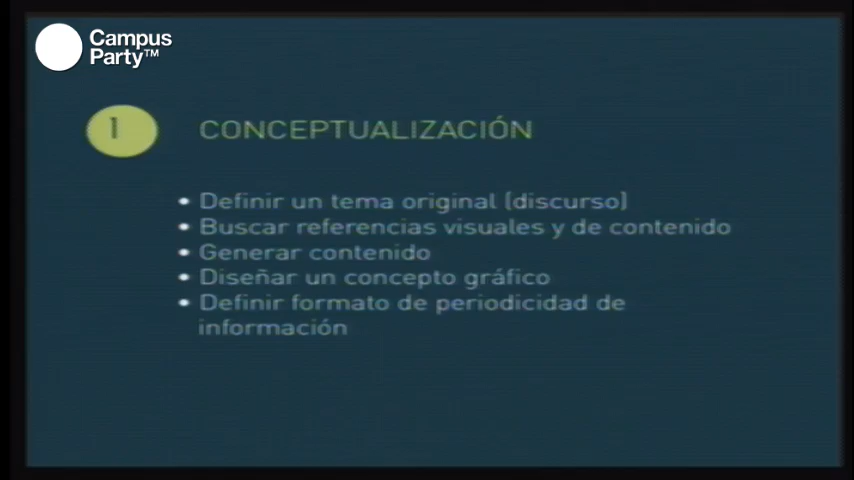 Campus
Party™
1 CONCEPTUALIZACIÓN
• Definir un tema original (discurso)
• Buscar referencias visuales y de contenido
• Generar contenido
• Diseñar un concepto gráfico
• Definir formato de periodicidad de
información